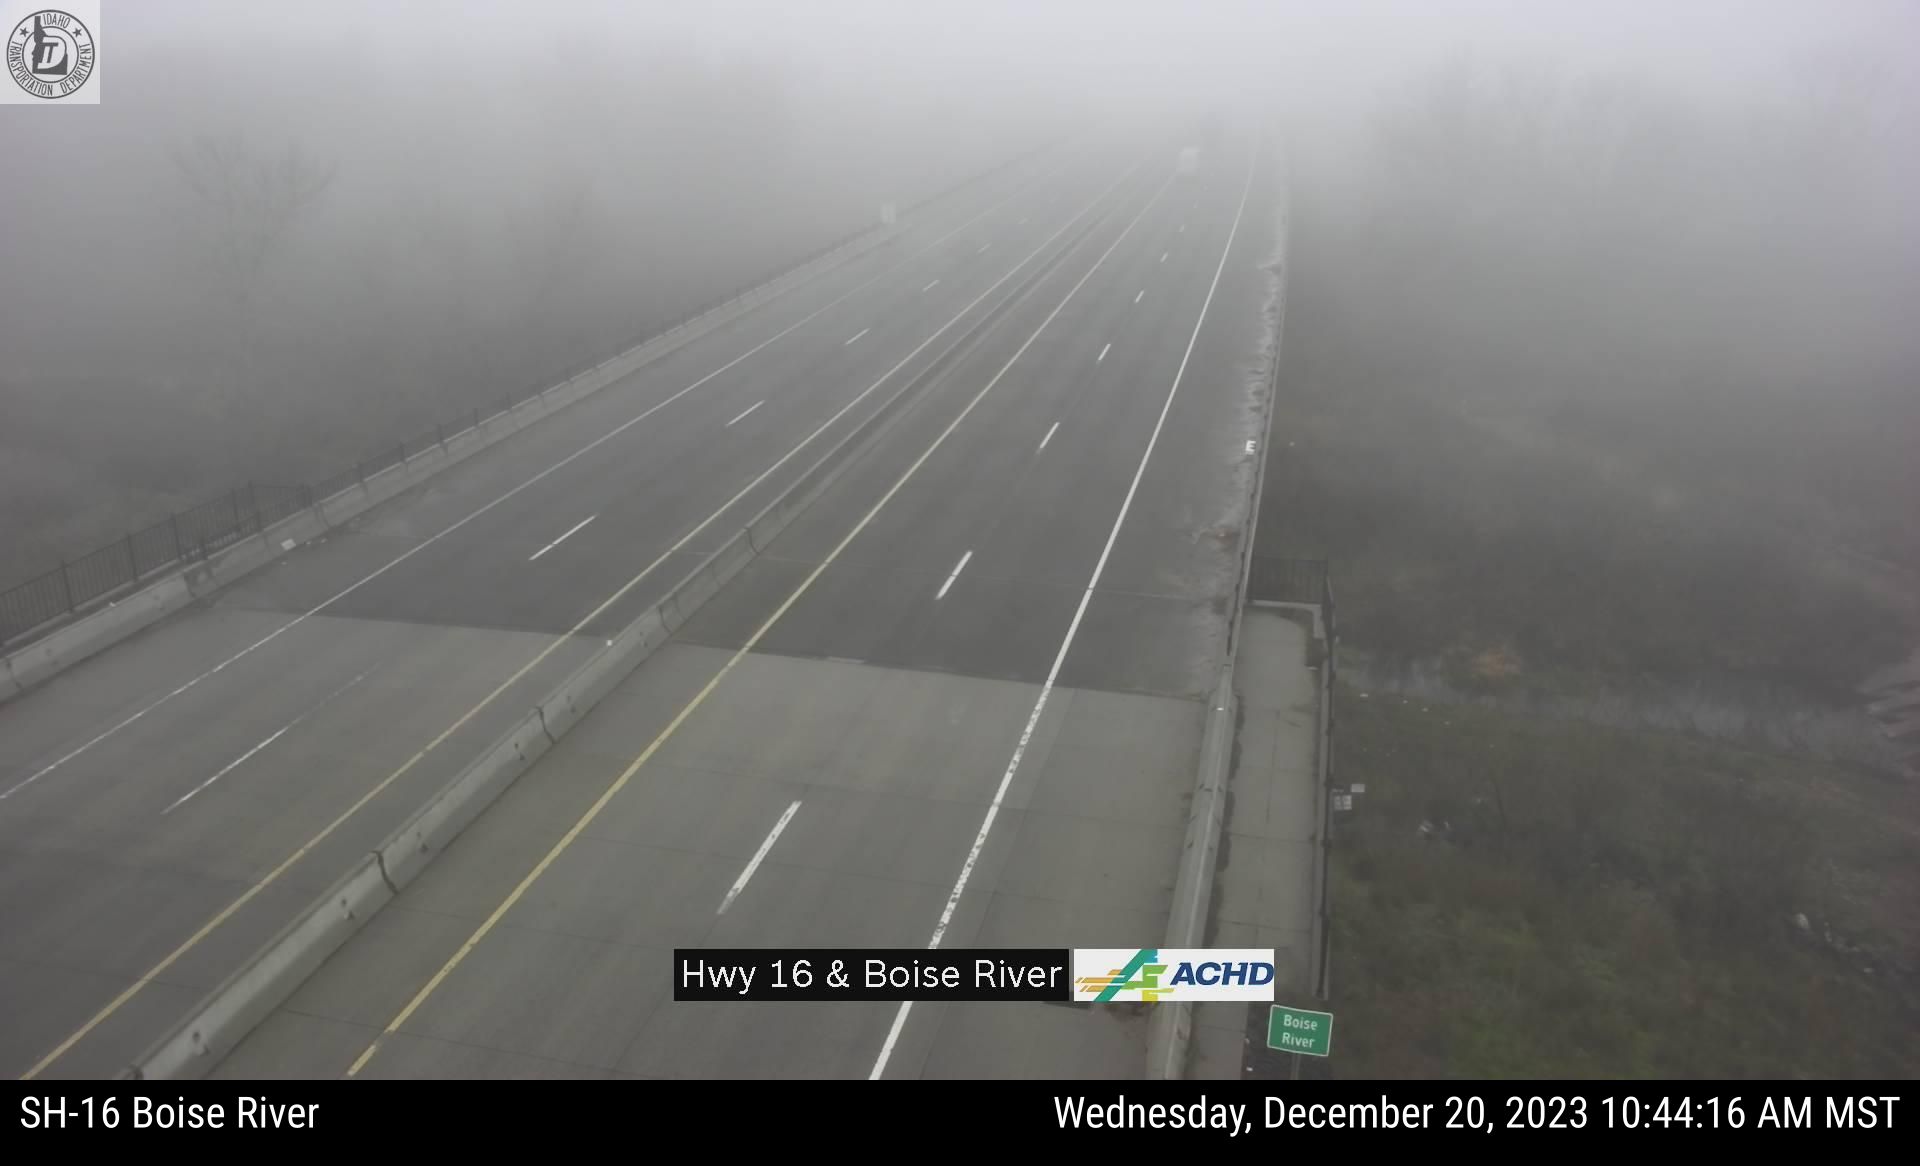 IDAHO
TRANSPORTATION DEPARTMENT
E
Hwy 16 & Boise River
ACHD
Boise
River
SH-16 Boise River
Wednesday, December 20, 2023 10:44:16 AM MST